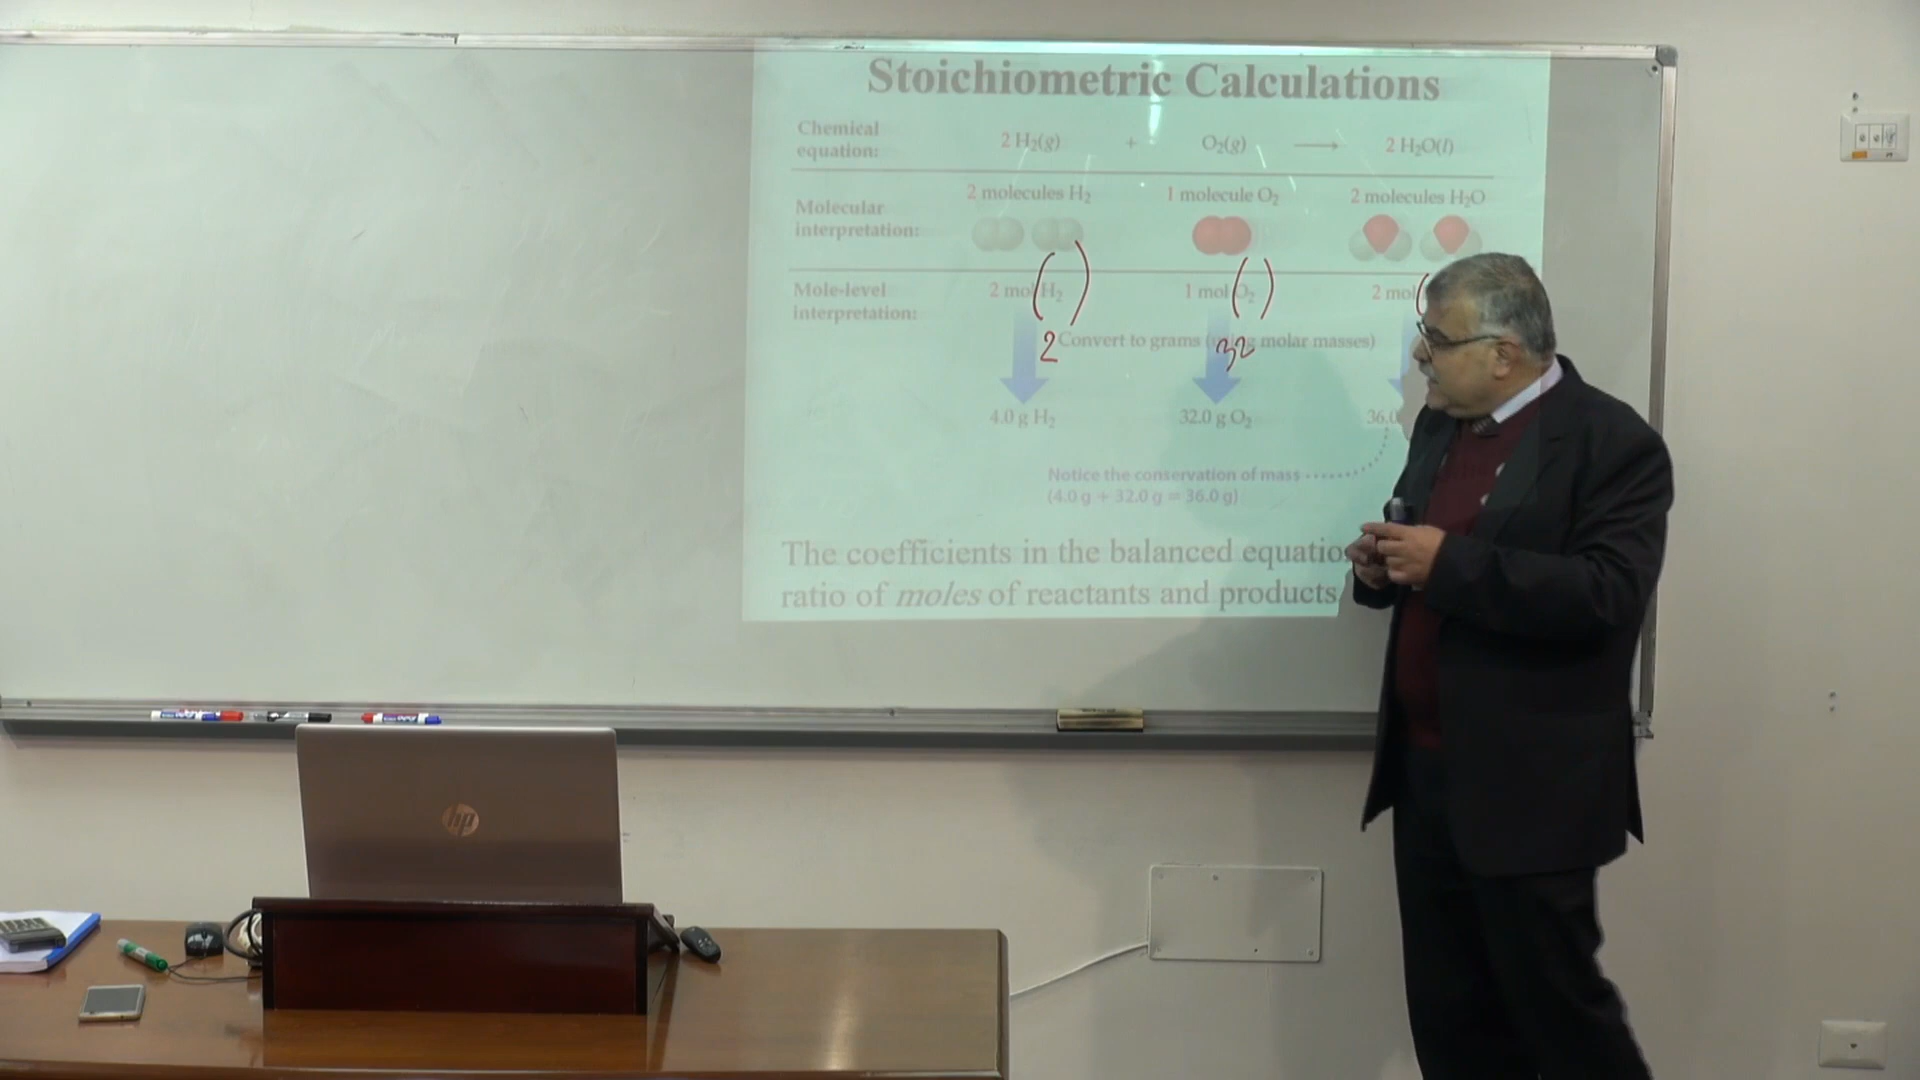 Stoichiometric Calculations
Chemical equation: 2 H₂(g) + O₂(g) → 2 H₂O(l)
2 molecules H₂ 1 molecule O₂ 2 molecules H₂O
Molecular
interpretation:
Mole-level
interpretation:
2 mol (H₂) 1 mol (O₂) 2 mol (
2 Convert to grams ( 32 molar masses)
4.0 g H₂ 32.0 g O₂ 36.0
Notice the conservation of mass
(4.0 g + 32.0 g = 36.0 g)
The coefficients in the balanced equatio
ratio of moles of reactants and products
hp